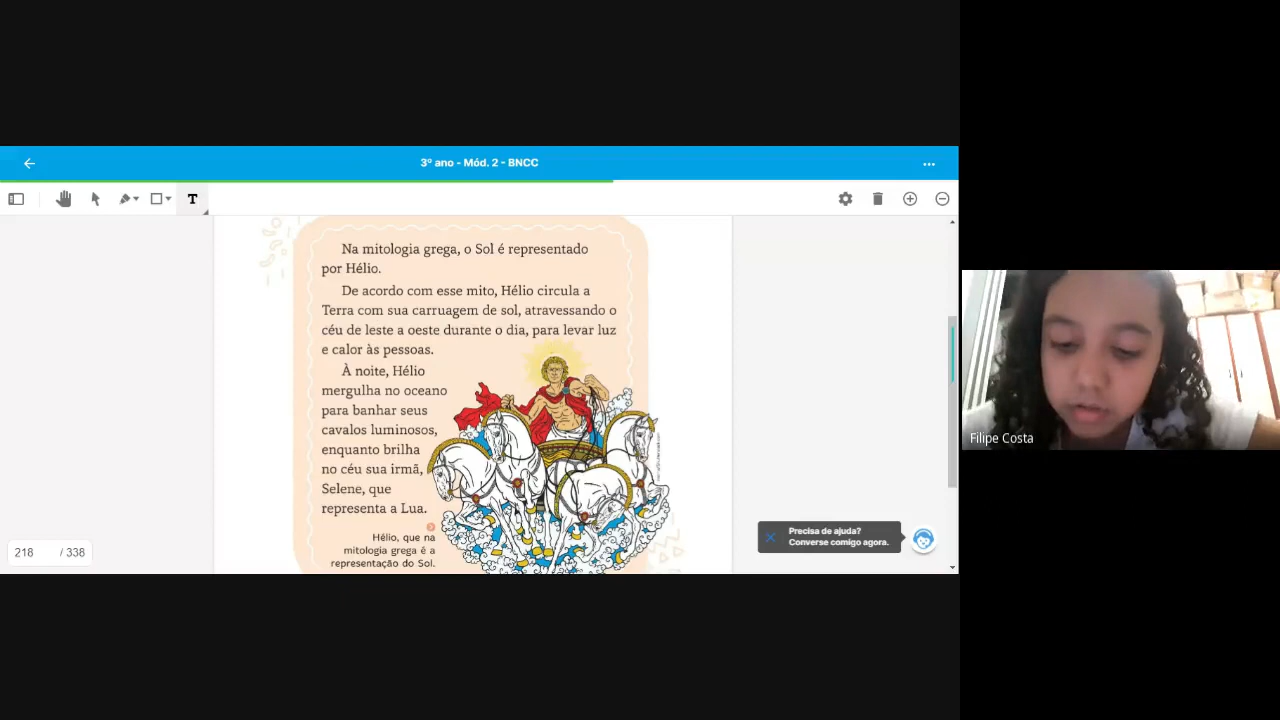 3º ano - Mód. 2 - BNCC
T
Na mitologia grega, o Sol é representado
por Hélio.
De acordo com esse mito, Hélio circula a
Terra com sua carruagem de sol, atravessando o
céu de leste a oeste durante o dia, para levar luz
e calor às pessoas.
À noite, Hélio
mergulha no oceano
para banhar seus
cavalos luminosos,
enquanto brilha
no céu sua irmã,
Selene, que
representa a Lua.
Hélio, que na
mitologia grega é a
representação do Sol.
218 / 338
Precisa de ajuda?
Converse comigo agora.
Filipe Costa